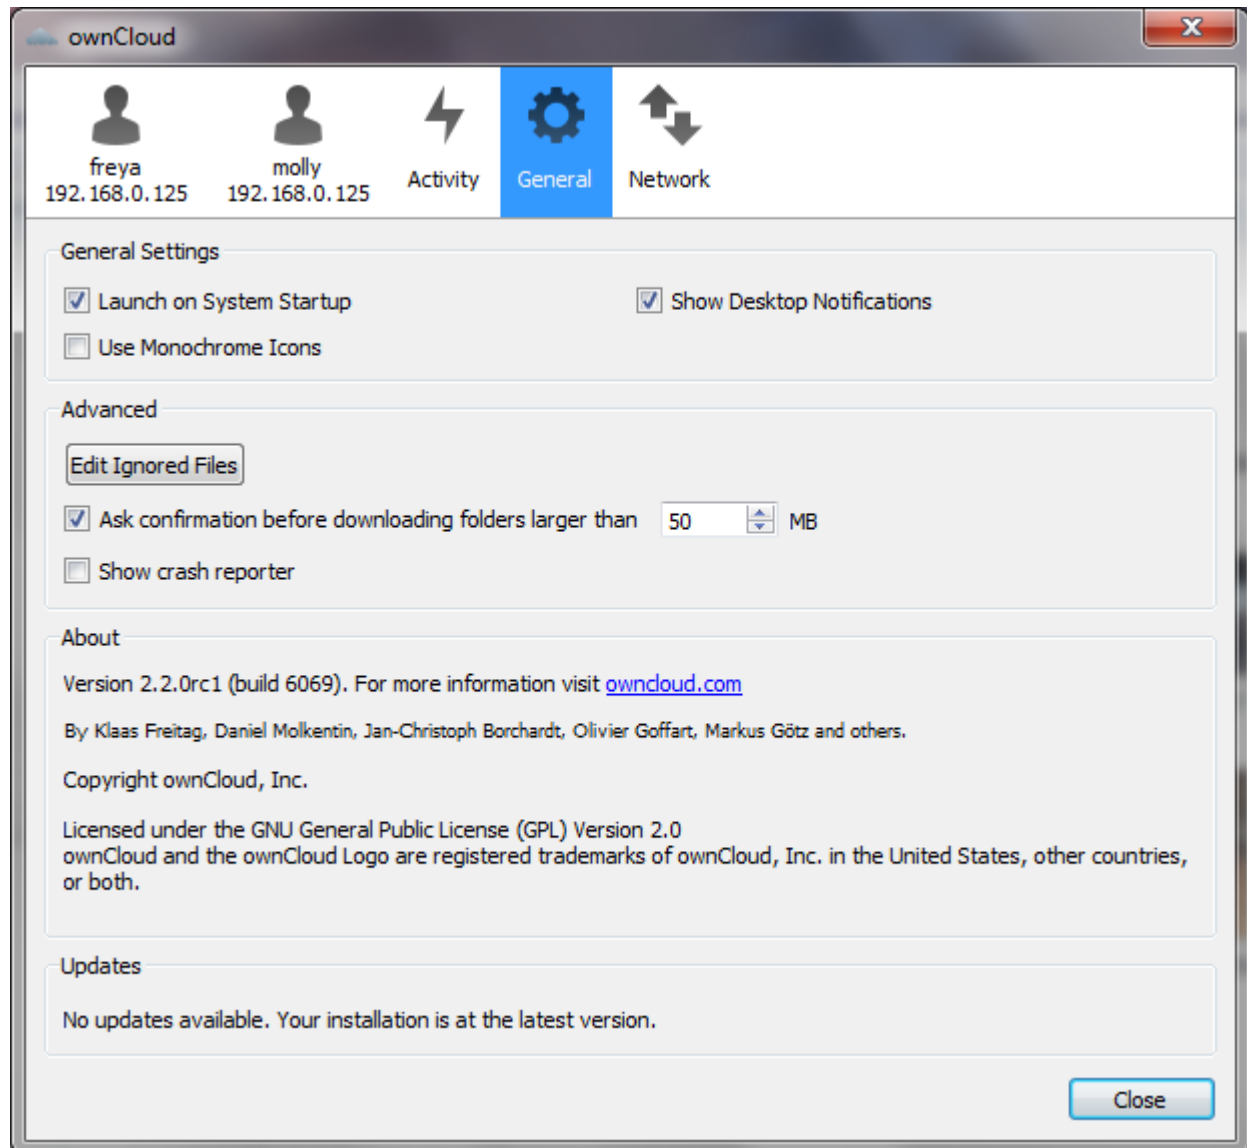 ownCloud
freya
192.168.0.125
molly
192.168.0.125
Activity
General
Network
General Settings
Launch on System Startup
Show Desktop Notifications
Use Monochrome Icons
Advanced
Edit Ignored Files
Ask confirmation before downloading folders larger than 50 MB
Show crash reporter
About
Version 2.2.0rc1 (build 6069). For more information visit owncloud.com
By Klaas Freitag, Daniel Molkentin, Jan-Christoph Borchardt, Olivier Goffart, Markus Götz and others.
Copyright ownCloud, Inc.
Licensed under the GNU General Public License (GPL) Version 2.0
ownCloud and the ownCloud Logo are registered trademarks of ownCloud, Inc. in the United States, other countries,
or both.
Updates
No updates available. Your installation is at the latest version.
Close